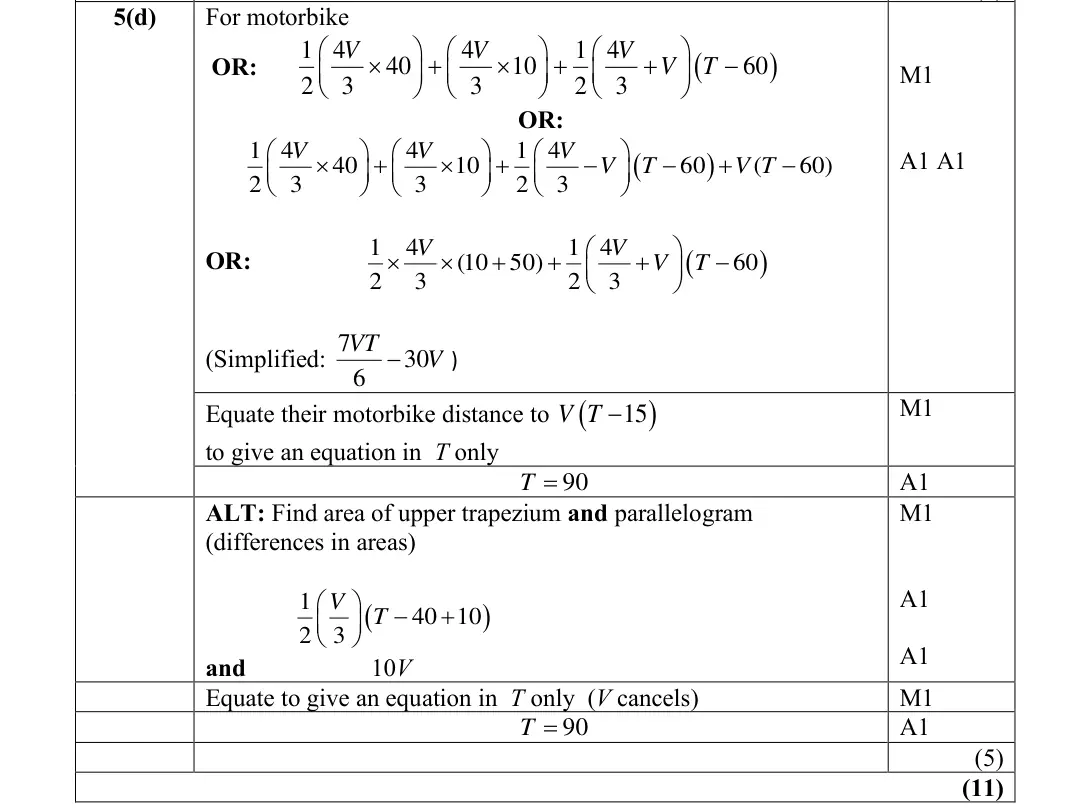 5(d) For motorbike
OR: 1/2(4V/3 × 40) + (4V/3 × 10) + 1/2(4V/3 + V)(T − 60) M1
OR:
1/2(4V/3 × 40) + (4V/3 × 10) + 1/2(4V/3 − V)(T − 60) + V(T − 60) A1 A1
OR: 1/2 × 4V/3 × (10 + 50) + 1/2(4V/3 + V)(T − 60)
(Simplified: 7VT/6 − 30V )
Equate their motorbike distance to V(T − 15) M1
to give an equation in T only
T = 90 A1
ALT: Find area of upper trapezium and parallelogram M1
(differences in areas)
1/2(V/3)(T − 40 + 10) A1
and 10V A1
Equate to give an equation in T only (V cancels) M1
T = 90 A1
(5)
(11)